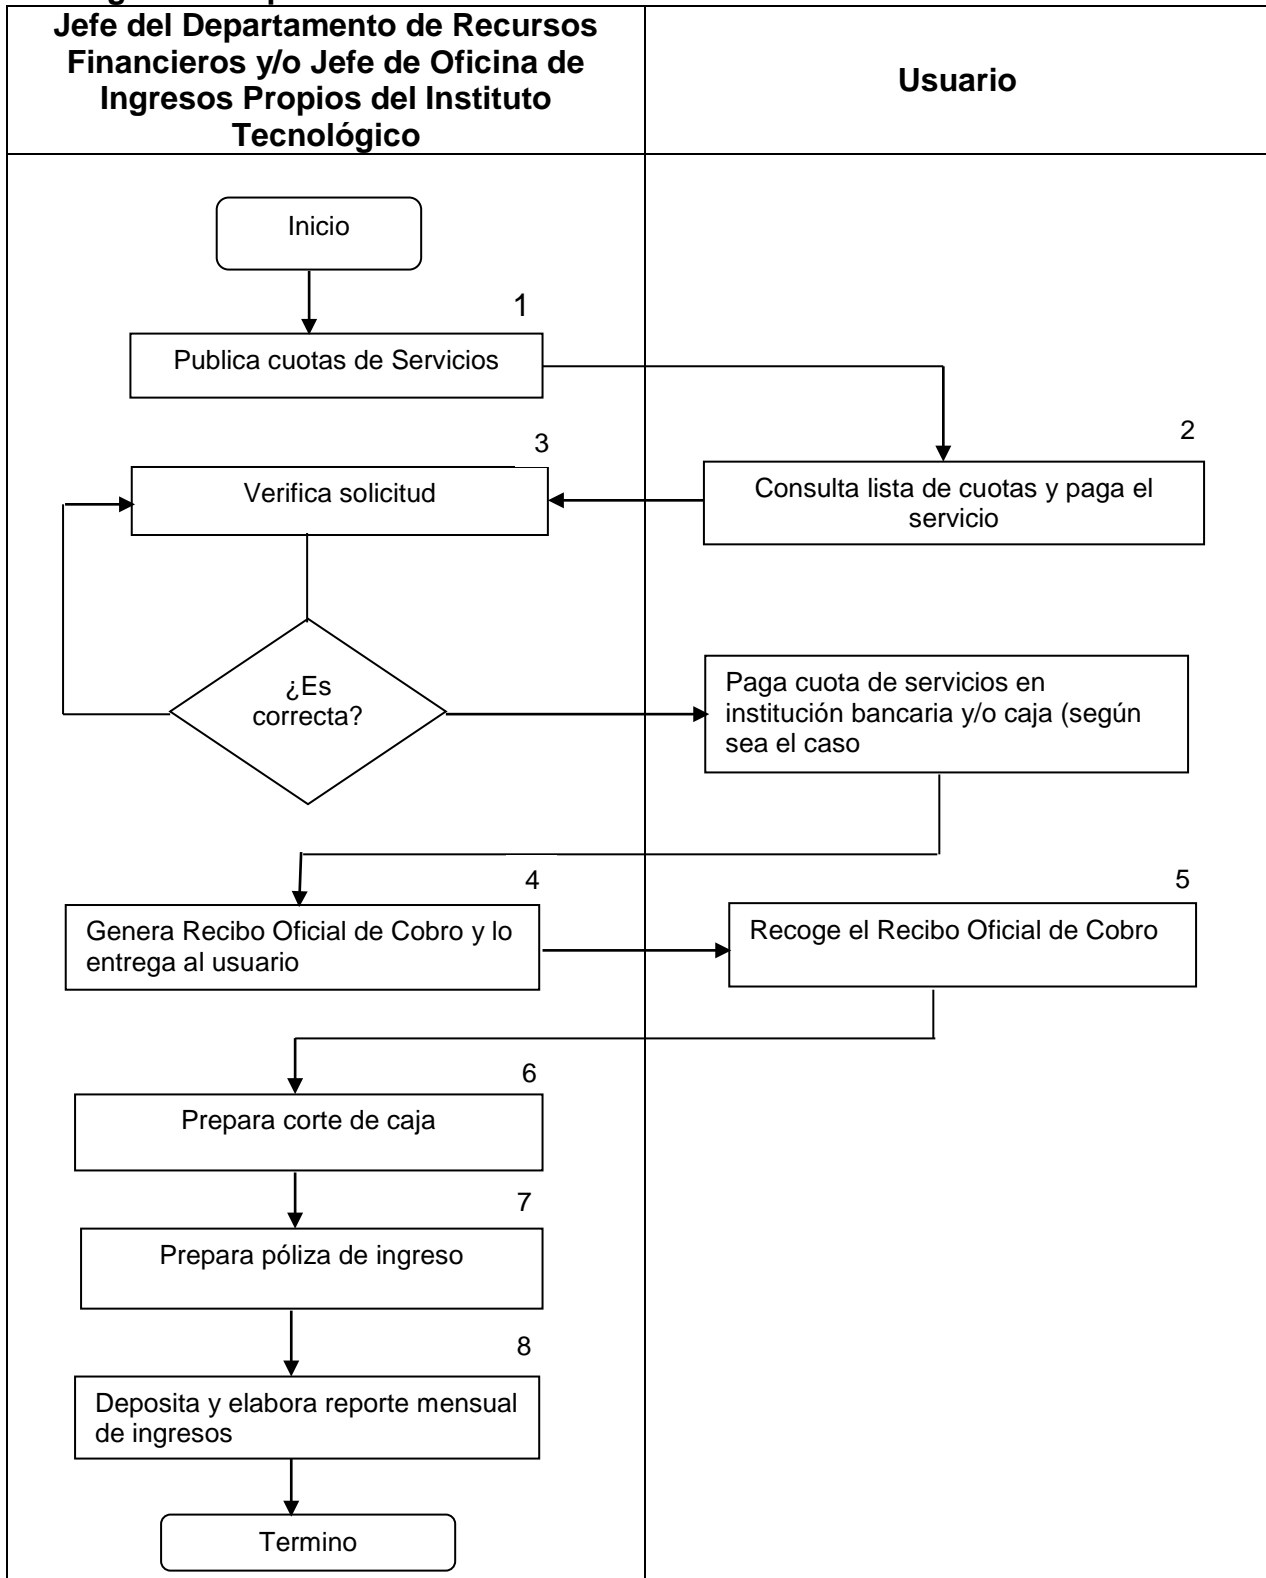 Jefe del Departamento de Recursos
Financieros y/o Jefe de Oficina de
Ingresos Propios del Instituto
Tecnológico
Usuario
Inicio
1
Publica cuotas de Servicios
2
Consulta lista de cuotas y paga el
servicio
3
Verifica solicitud
¿Es
correcta?
Paga cuota de servicios en
institución bancaria y/o caja (según
sea el caso
4
Genera Recibo Oficial de Cobro y lo
entrega al usuario
5
Recoge el Recibo Oficial de Cobro
6
Prepara corte de caja
7
Prepara póliza de ingreso
8
Deposita y elabora reporte mensual
de ingresos
Termino